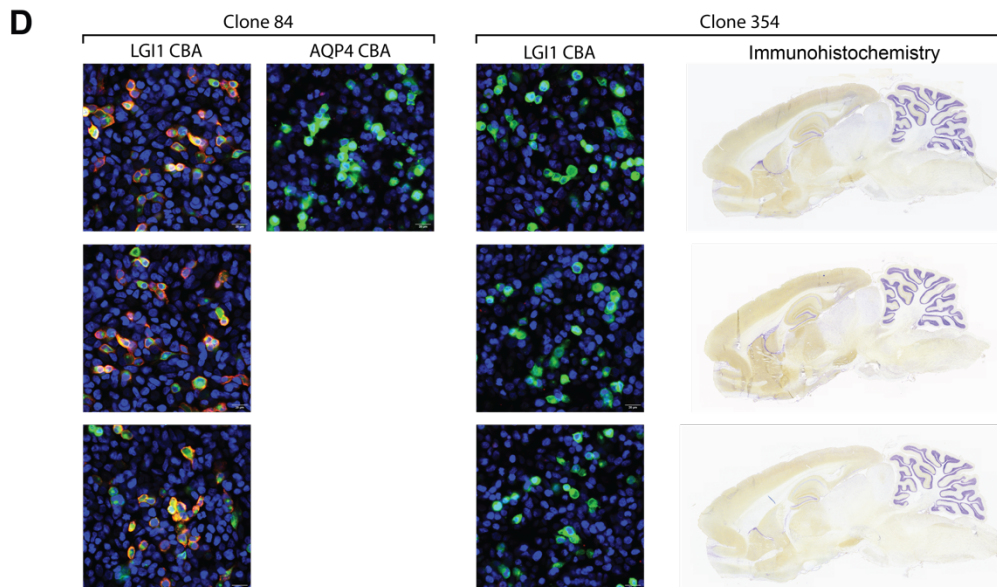 D
Clone 84
Clone 354
LGI1 CBA
AQP4 CBA
LGI1 CBA
Immunohistochemistry